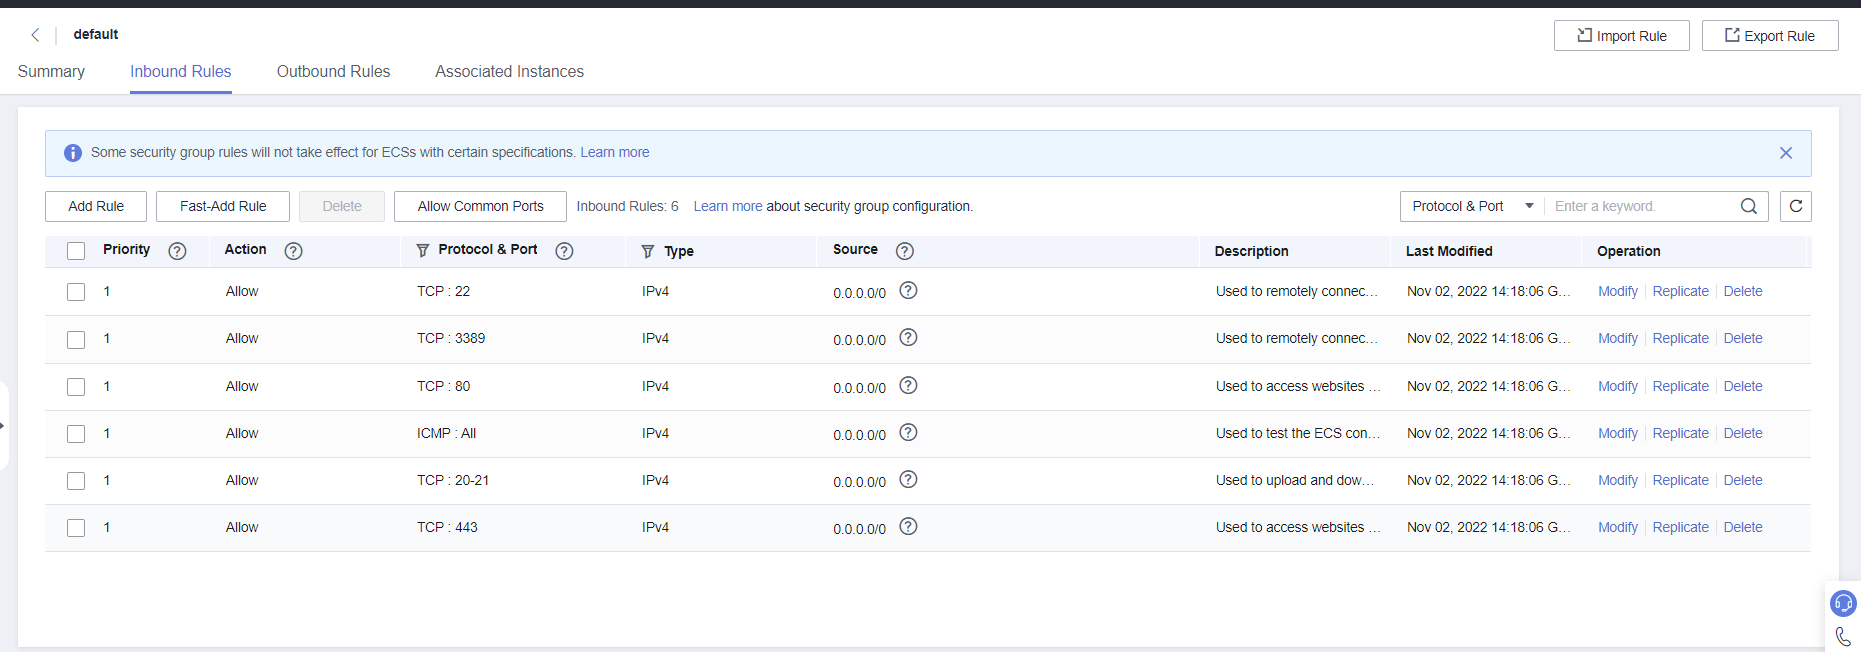 default
Import Rule
Export Rule
Summary
Inbound Rules
Outbound Rules
Associated Instances
Some security group rules will not take effect for ECSs with certain specifications. Learn more
Add Rule
Fast-Add Rule
Delete
Allow Common Ports
Inbound Rules: 6
Learn more about security group configuration.
Protocol & Port
Enter a keyword.
Priority Action Protocol & Port Type Source Description Last Modified Operation
1 Allow TCP : 22 IPv4 0.0.0.0/0 Used to remotely connec... Nov 02, 2022 14:18:06 G... Modify Replicate Delete
1 Allow TCP : 3389 IPv4 0.0.0.0/0 Used to remotely connec... Nov 02, 2022 14:18:06 G... Modify Replicate Delete
1 Allow TCP : 80 IPv4 0.0.0.0/0 Used to access websites ... Nov 02, 2022 14:18:06 G... Modify Replicate Delete
1 Allow ICMP : All IPv4 0.0.0.0/0 Used to test the ECS con... Nov 02, 2022 14:18:06 G... Modify Replicate Delete
1 Allow TCP : 20-21 IPv4 0.0.0.0/0 Used to upload and dow... Nov 02, 2022 14:18:06 G... Modify Replicate Delete
1 Allow TCP : 443 IPv4 0.0.0.0/0 Used to access websites ... Nov 02, 2022 14:18:06 G... Modify Replicate Delete